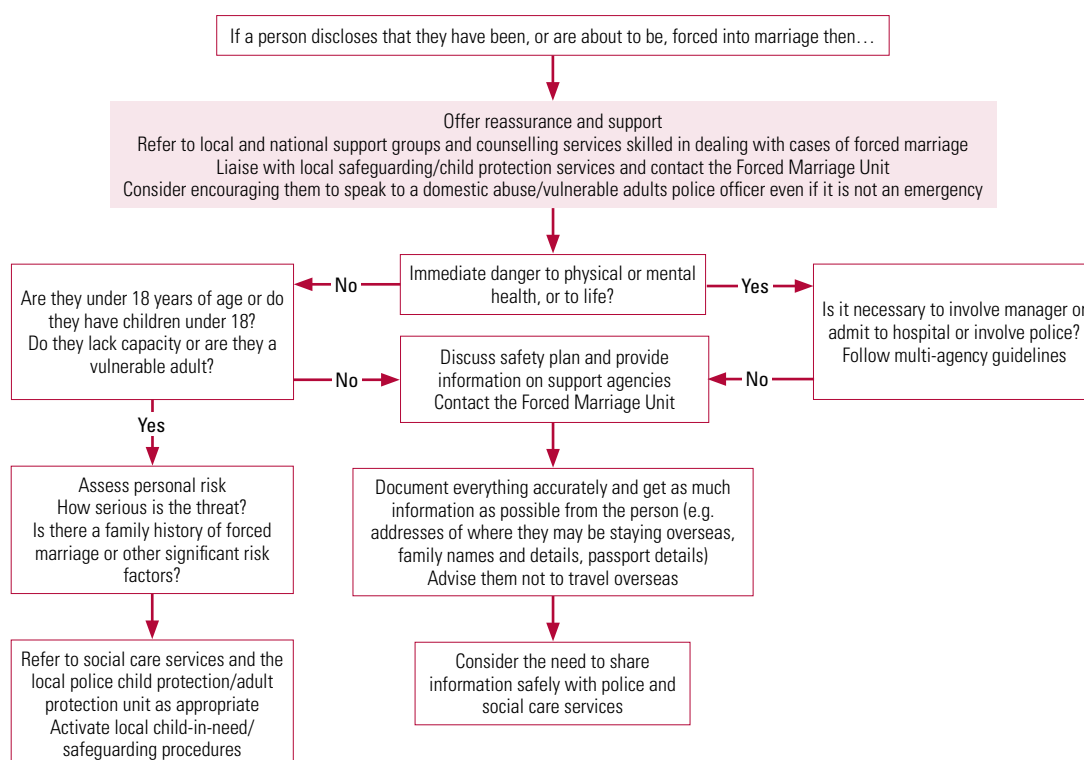 If a person discloses that they have been, or are about to be, forced into marriage then…
Offer reassurance and support
Refer to local and national support groups and counselling services skilled in dealing with cases of forced marriage
Liaise with local safeguarding/child protection services and contact the Forced Marriage Unit
Consider encouraging them to speak to a domestic abuse/vulnerable adults police officer even if it is not an emergency
Immediate danger to physical or mental
health, or to life?
No
Yes
Are they under 18 years of age or do
they have children under 18?
Do they lack capacity or are they a
vulnerable adult?
Is it necessary to involve manager or
admit to hospital or involve police?
Follow multi-agency guidelines
No
Discuss safety plan and provide
information on support agencies
Contact the Forced Marriage Unit
No
Yes
Assess personal risk
How serious is the threat?
Is there a family history of forced
marriage or other significant risk
factors?
Document everything accurately and get as much
information as possible from the person (e.g.
addresses of where they may be staying overseas,
family names and details, passport details)
Advise them not to travel overseas
Refer to social care services and the
local police child protection/adult
protection unit as appropriate
Activate local child-in-need/
safeguarding procedures
Consider the need to share
information safely with police and
social care services